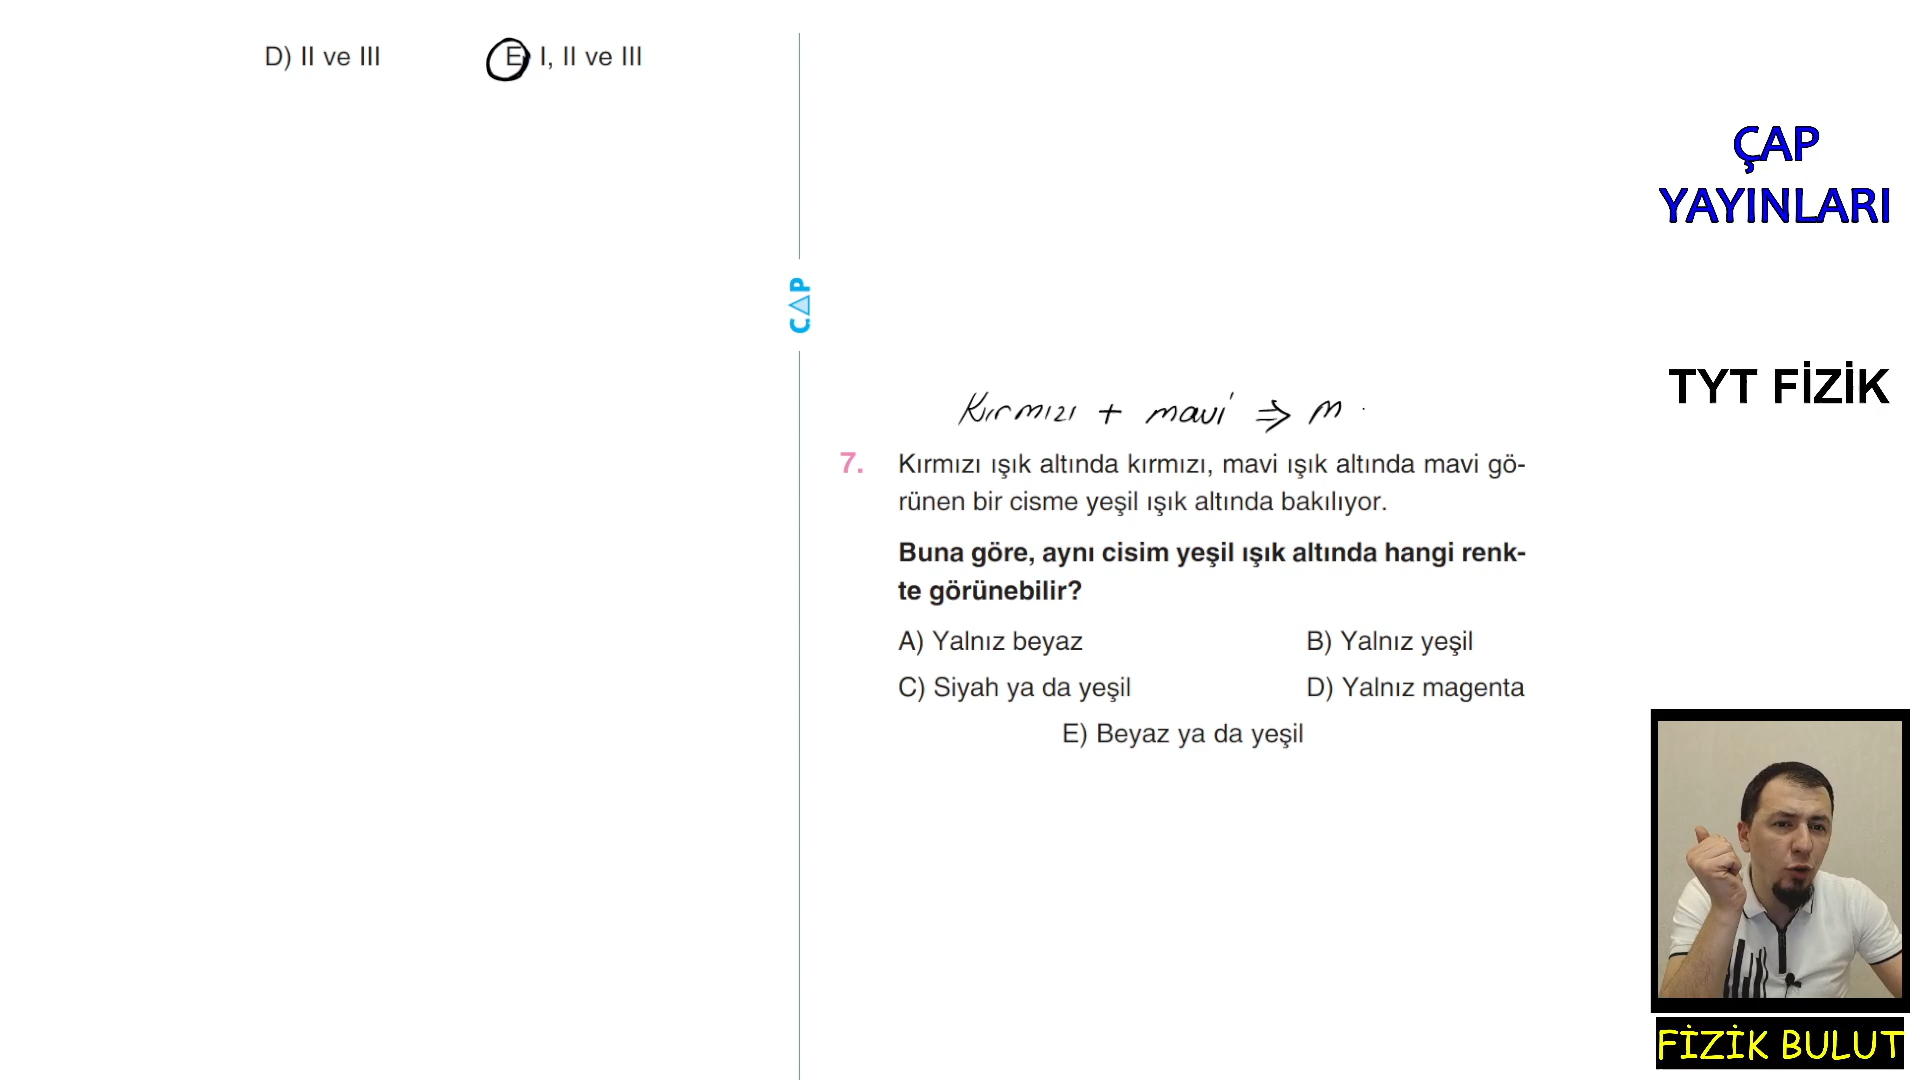 D) II ve III
E) I, II ve III
ÇAP
YAYINLARI
TYT FİZİK
ÇAP
Kırmızı + mavi ⇒ m
7. Kırmızı ışık altında kırmızı, mavi ışık altında mavi gö-
rünen bir cisme yeşil ışık altında bakılıyor.
Buna göre, aynı cisim yeşil ışık altında hangi renk-
te görünebilir?
A) Yalnız beyaz
B) Yalnız yeşil
C) Siyah ya da yeşil
D) Yalnız magenta
E) Beyaz ya da yeşil
FİZİK BULUT